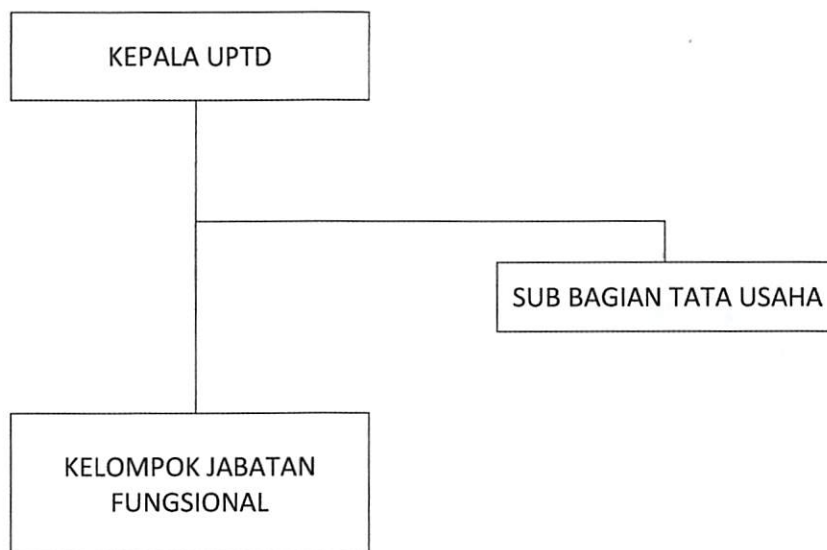 KEPALA UPTD
SUB BAGIAN TATA USAHA
KELOMPOK JABATAN
FUNGSIONAL